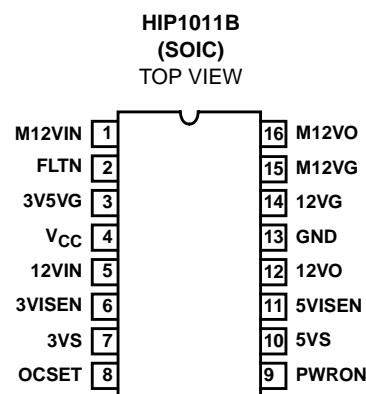 HIP1011B
(SOIC)
TOP VIEW
M12VIN 1 16 M12VO
FLTN 2 15 M12VG
3V5VG 3 14 12VG
VCC 4 13 GND
12VIN 5 12 12VO
3VISEN 6 11 5VISEN
3VS 7 10 5VS
OCSET 8 9 PWRON